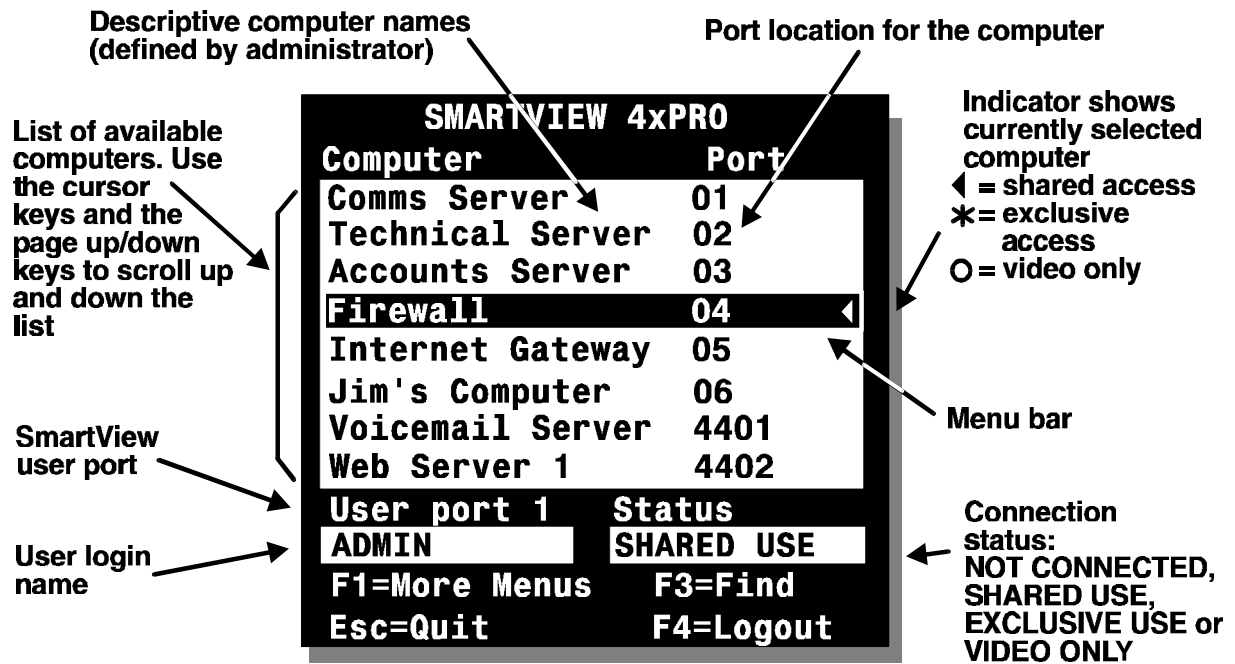 Descriptive computer names
(defined by administrator)
Port location for the computer
List of available
computers. Use
the cursor
keys and the
page up/down
keys to scroll up
and down the
list
SMARTVIEW 4xPRO
Computer Port
Comms Server 01
Technical Server 02
Accounts Server 03
Firewall 04
Internet Gateway 05
Jim's Computer 06
Voicemail Server 4401
Web Server 1 4402
User port 1 Status
ADMIN SHARED USE
F1=More Menus F3=Find
Esc=Quit F4=Logout
Indicator shows
currently selected
computer
◀ = shared access
* = exclusive
access
O = video only
Menu bar
SmartView
user port
User login
name
Connection
status:
NOT CONNECTED,
SHARED USE,
EXCLUSIVE USE or
VIDEO ONLY